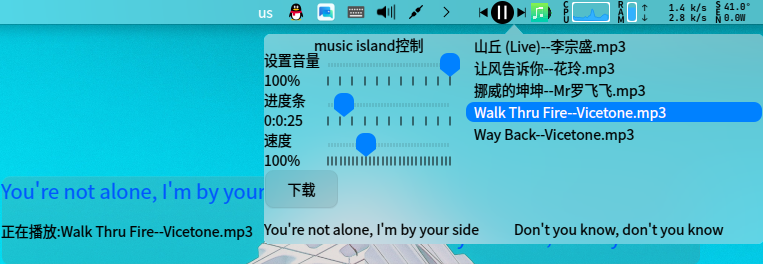 us
CPU
RAM
1.4 k/s
2.8 k/s
SEN
41.0°
0.0W
music island控制
设置音量
100%
进度条
0:0:25
速度
100%
下载
山丘 (Live)--李宗盛.mp3
让风告诉你--花玲.mp3
挪威的坤坤--Mr罗飞飞.mp3
Walk Thru Fire--Vicetone.mp3
Way Back--Vicetone.mp3
You're not alone, I'm by your
正在播放:Walk Thru Fire--Vicetone.mp3
You're not alone, I'm by your side
Don't you know, don't you know